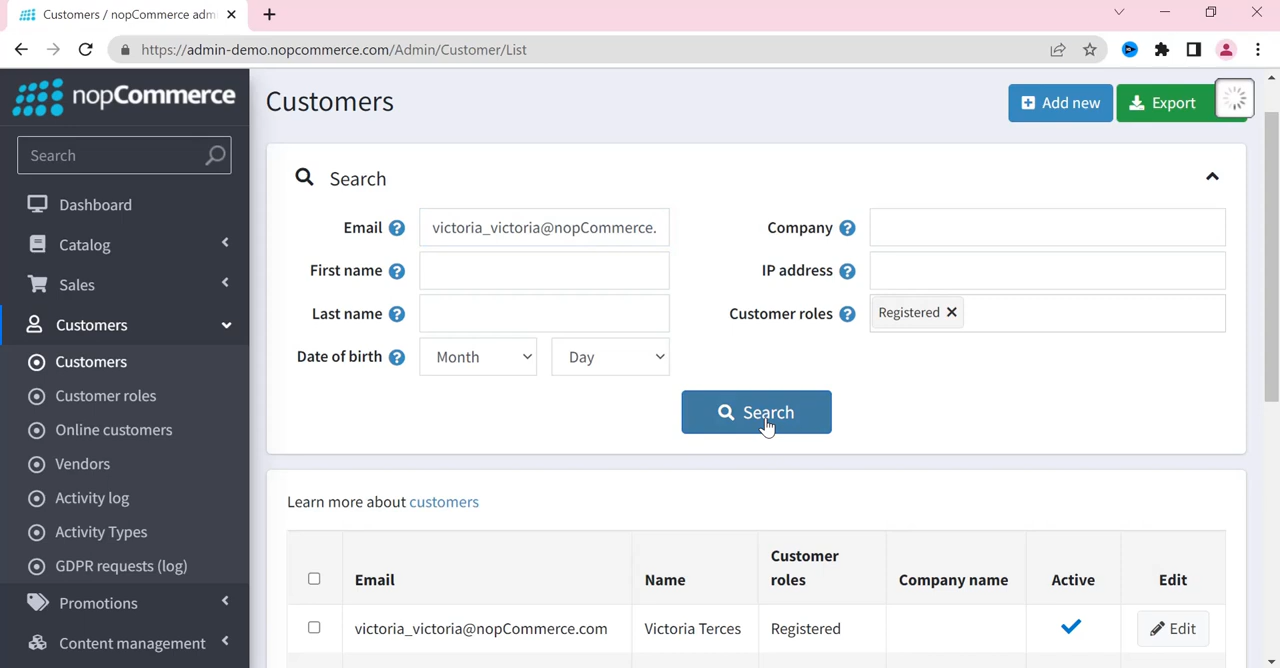 Customers / nopCommerce adm
https://admin-demo.nopcommerce.com/Admin/Customer/List
nopCommerce
Search
Dashboard
Catalog
Sales
Customers
Customers
Customer roles
Online customers
Vendors
Activity log
Activity Types
GDPR requests (log)
Promotions
Content management
Customers
Add new
Export
Search
Email
victoria_victoria@nopCommerce.
Company
First name
IP address
Last name
Customer roles
Registered
Date of birth
Month
Day
Search
Learn more about customers
Email
Name
Customer
roles
Company name
Active
Edit
victoria_victoria@nopCommerce.com
Victoria Terces
Registered
Edit